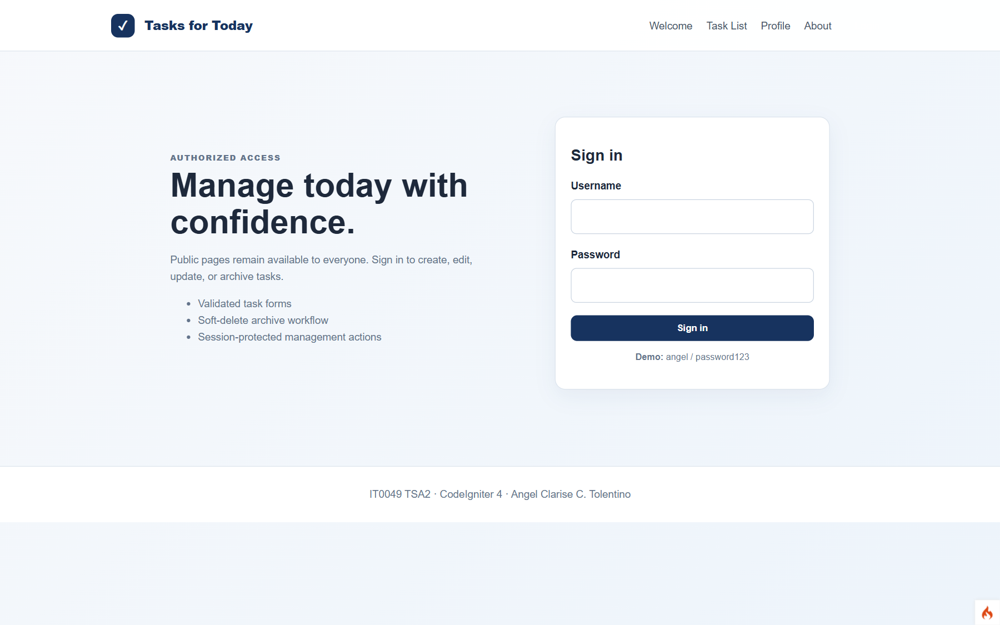 Tasks for Today
Welcome Task List Profile About
AUTHORIZED ACCESS
Manage today with
confidence.
Public pages remain available to everyone. Sign in to create, edit,
update, or archive tasks.
• Validated task forms
• Soft-delete archive workflow
• Session-protected management actions
Sign in
Username
Password
Sign in
Demo: angel / password123
IT0049 TSA2 · CodeIgniter 4 · Angel Clarise C. Tolentino